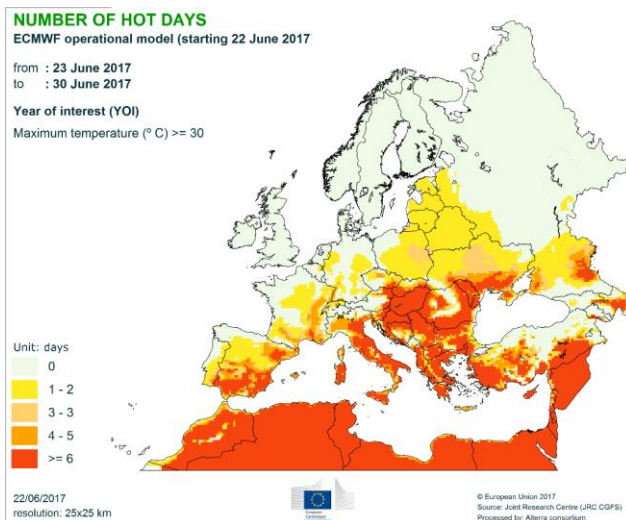 NUMBER OF HOT DAYS
ECMWF operational model (starting 22 June 2017
from : 23 June 2017
to : 30 June 2017
Year of interest (YOI)
Maximum temperature (º C) >= 30
Unit: days
0
1 - 2
3 - 3
4 - 5
>= 6
22/06/2017
resolution: 25x25 km
European
Commission
© European Union 2017
Source: Joint Research Centre (JRC CGFS)
Processed by: Alterra consortium